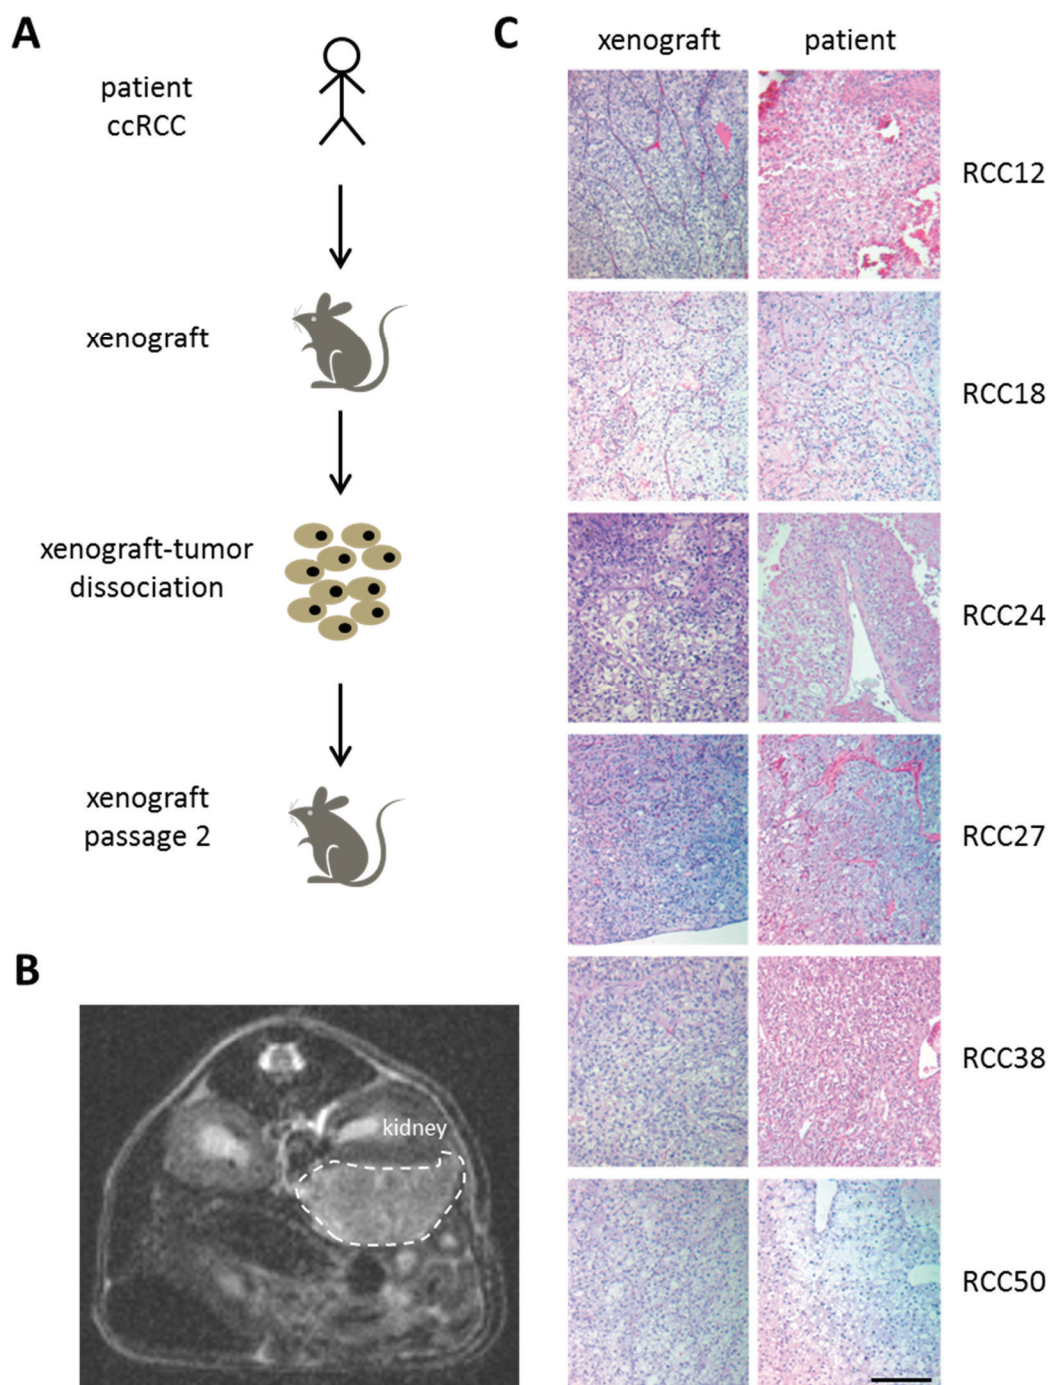 A
patient
ccRCC
xenograft
xenograft-tumor
dissociation
xenograft
passage 2
B
kidney
C
xenograft patient
RCC12
RCC18
RCC24
RCC27
RCC38
RCC50